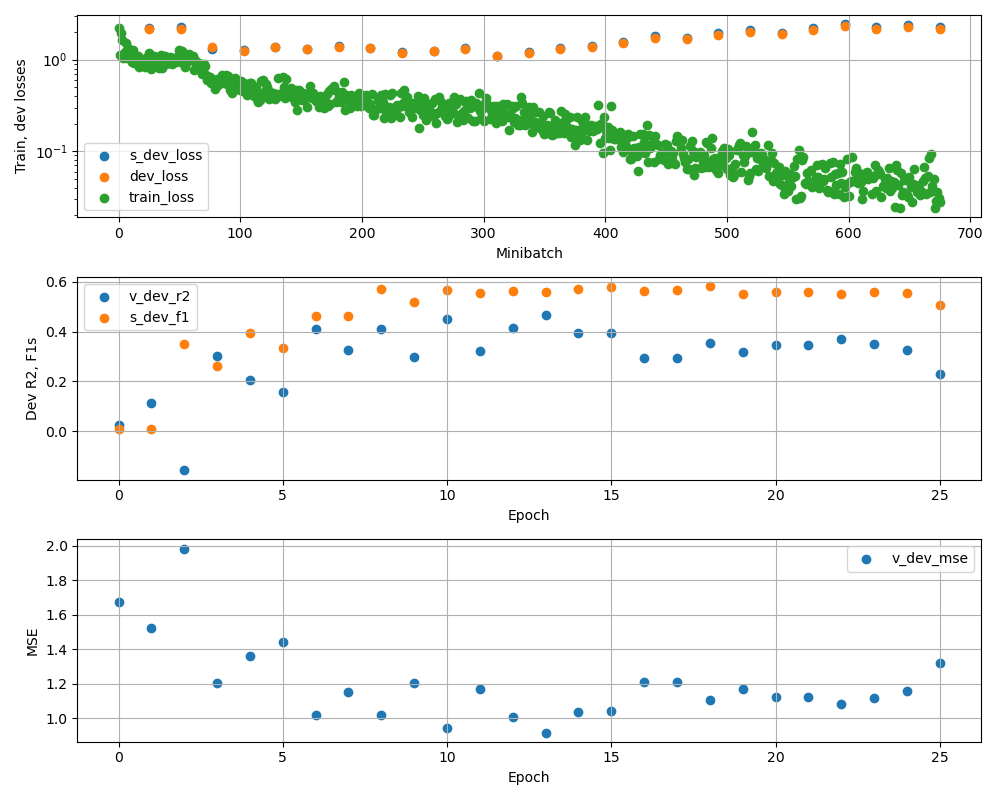 Train, dev losses
10⁰
10⁻¹
s_dev_loss
dev_loss
train_loss
0 100 200 300 400 500 600 700
Minibatch
Dev R2, F1s
0.6
0.4
0.2
0.0
v_dev_r2
s_dev_f1
0 5 10 15 20 25
Epoch
MSE
2.0
1.8
1.6
1.4
1.2
1.0
v_dev_mse
0 5 10 15 20 25
Epoch